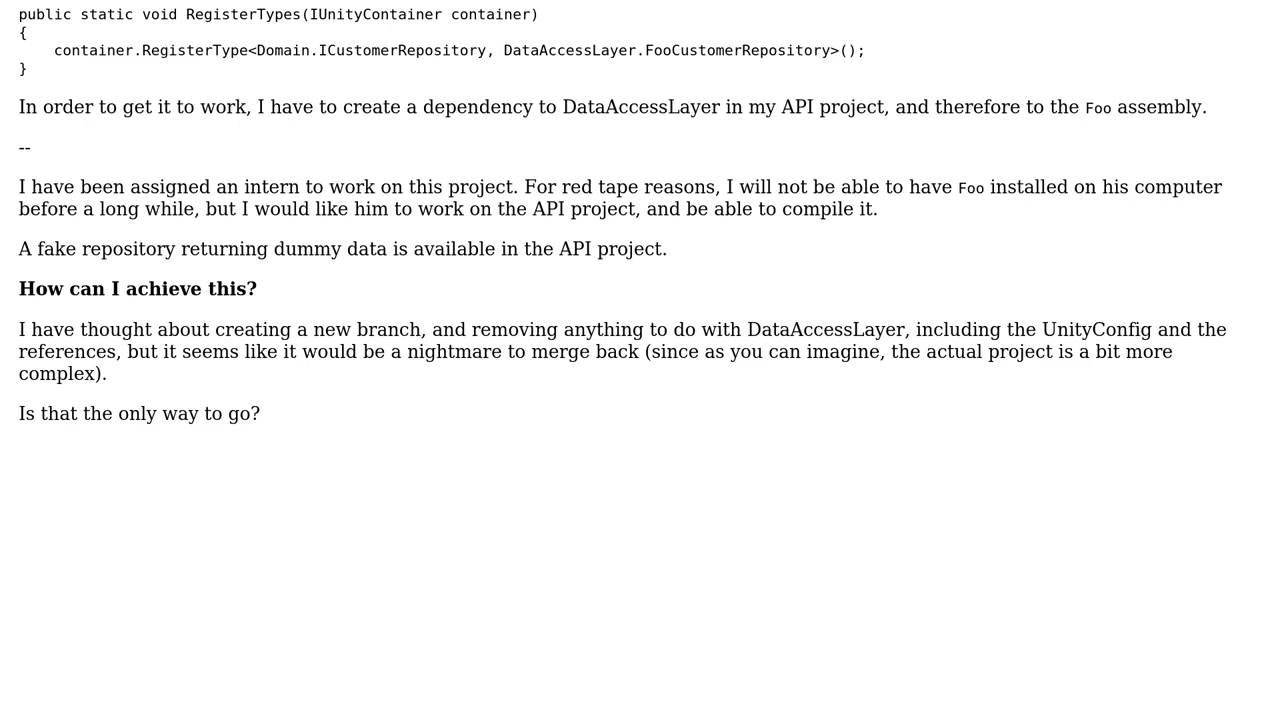 public static void RegisterTypes(IUnityContainer container)
{
    container.RegisterType<Domain.ICustomerRepository, DataAccessLayer.FooCustomerRepository>();
}
In order to get it to work, I have to create a dependency to DataAccessLayer in my API project, and therefore to the Foo assembly.
--
I have been assigned an intern to work on this project. For red tape reasons, I will not be able to have Foo installed on his computer
before a long while, but I would like him to work on the API project, and be able to compile it.
A fake repository returning dummy data is available in the API project.
How can I achieve this?
I have thought about creating a new branch, and removing anything to do with DataAccessLayer, including the UnityConfig and the
references, but it seems like it would be a nightmare to merge back (since as you can imagine, the actual project is a bit more
complex).
Is that the only way to go?